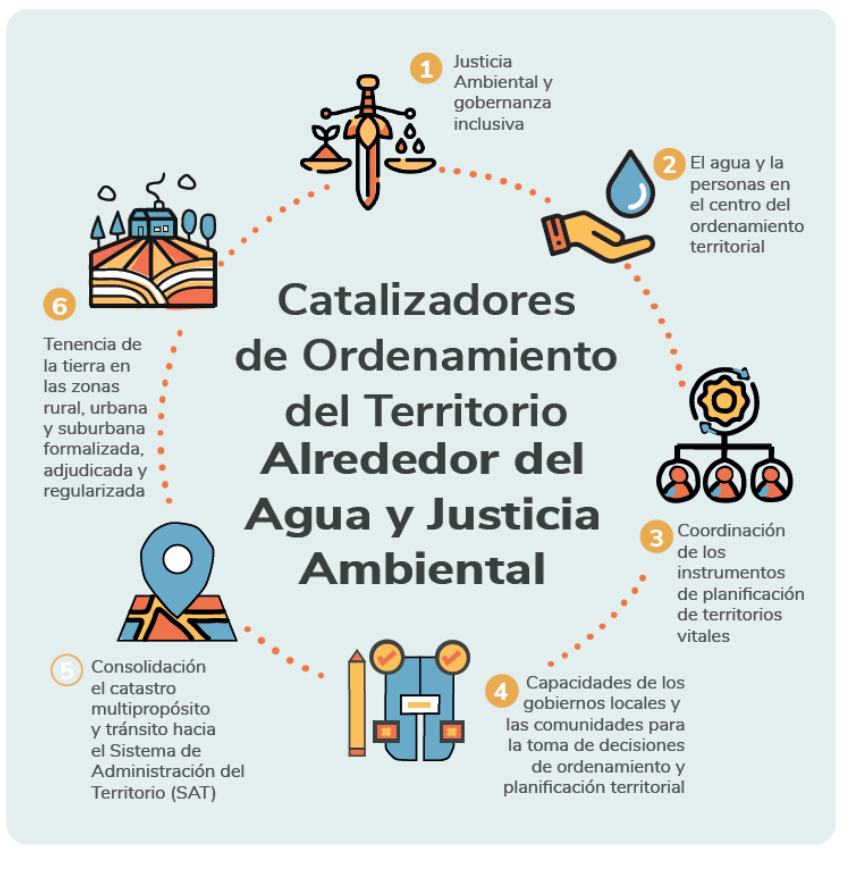 Catalizadores
de Ordenamiento
del Territorio
Alrededor del
Agua y Justicia
Ambiental
1
Justicia
Ambiental y
gobernanza
inclusiva
2
El agua y la
personas en
el centro del
ordenamiento
territorial
3
Coordinación
de los
instrumentos
de planificación
de territorios
vitales
4
Capacidades de los
gobiernos locales y
las comunidades para
la toma de decisiones
de ordenamiento y
planificación territorial
5
Consolidación
el catastro
multipropósito
y tránsito hacia
el Sistema de
Administración del
Territorio (SAT)
6
Tenencia de
la tierra en
las zonas
rural, urbana
y suburbana
formalizada,
adjudicada y
regularizada